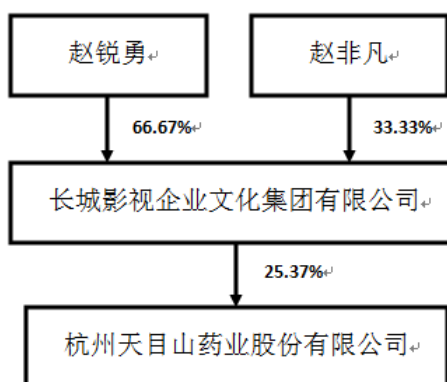 赵锐勇
赵非凡
66.67%
33.33%
长城影视企业文化集团有限公司
25.37%
杭州天目山药业股份有限公司